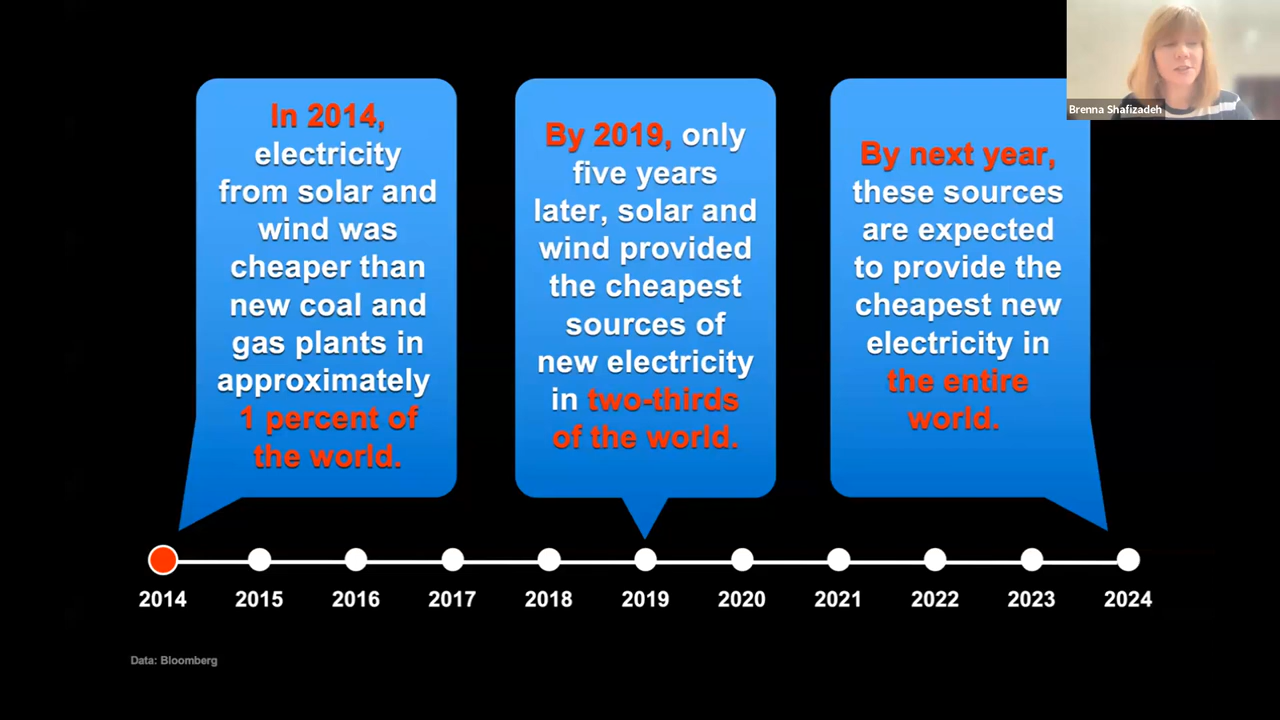 Brenna Shafizadeh
In 2014,
electricity
from solar and
wind was
cheaper than
new coal and
gas plants in
approximately
1 percent of
the world.
By 2019, only
five years
later, solar and
wind provided
the cheapest
sources of
new electricity
in two-thirds
of the world.
By next year,
these sources
are expected
to provide the
cheapest new
electricity in
the entire
world.
2014 2015 2016 2017 2018 2019 2020 2021 2022 2023 2024
Data: Bloomberg